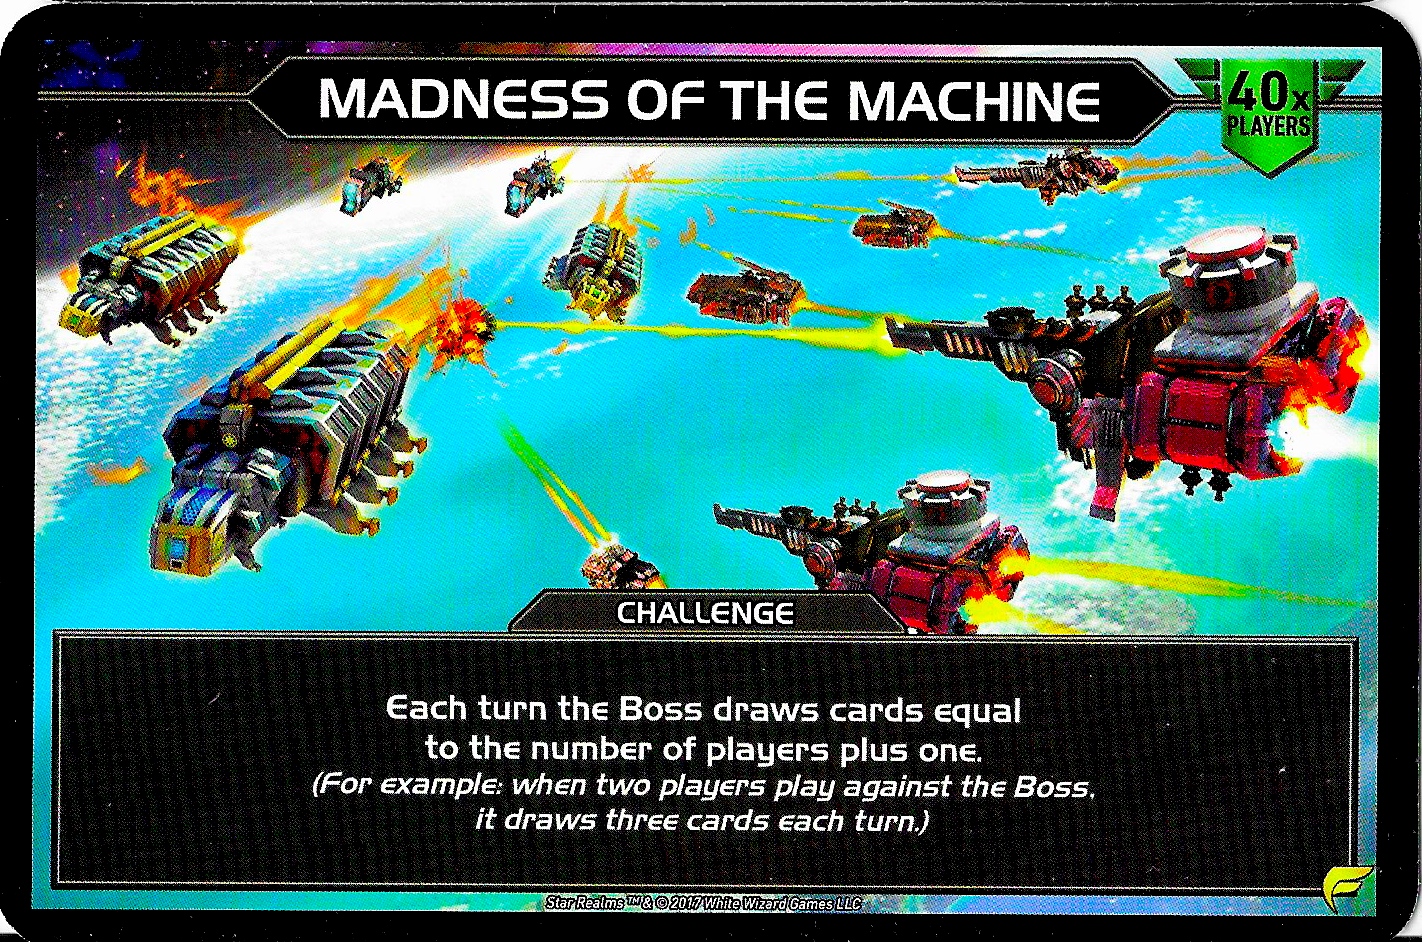 MADNESS OF THE MACHINE
40x
PLAYERS
CHALLENGE
Each turn the Boss draws cards equal
to the number of players plus one.
(For example: when two players play against the Boss,
it draws three cards each turn.)
Star Realms™ & © 2017 White Wizard Games LLC